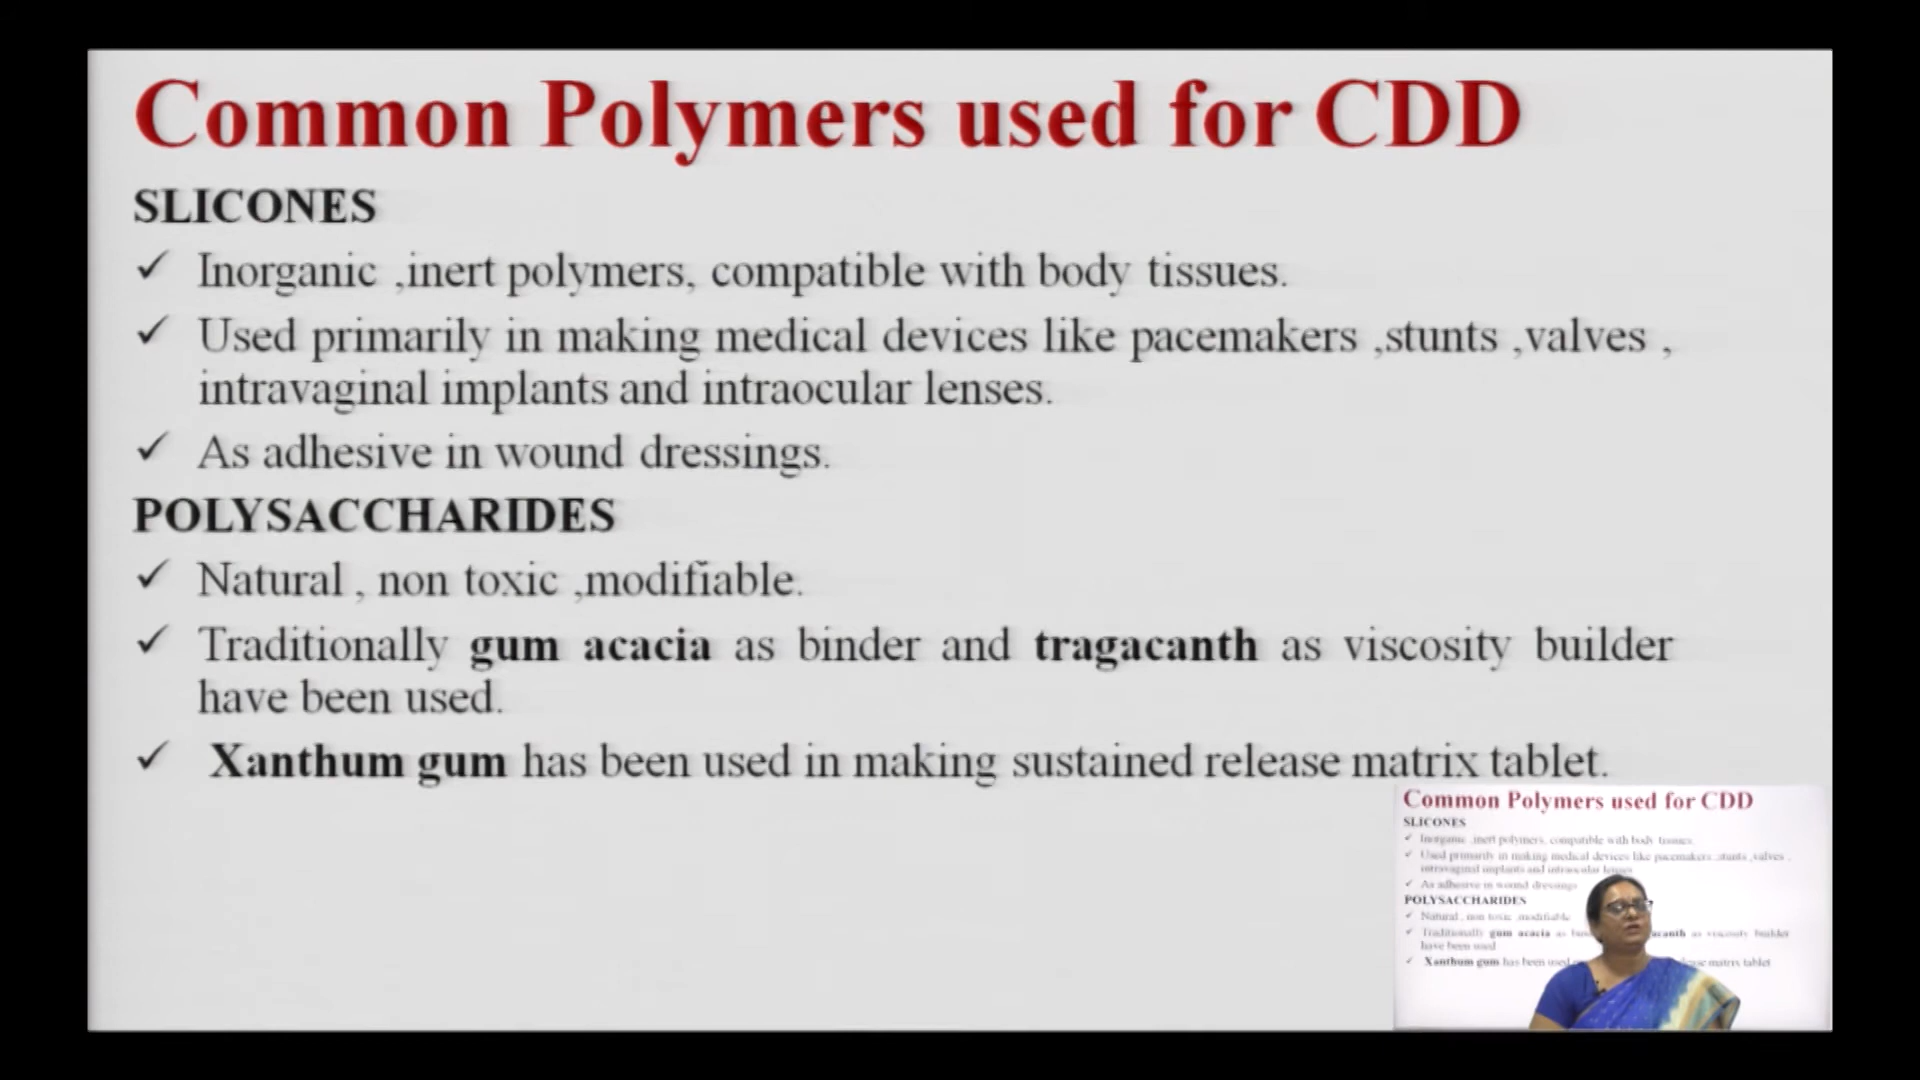 Common Polymers used for CDD
SLICONES
✓ Inorganic ,inert polymers, compatible with body tissues.
✓ Used primarily in making medical devices like pacemakers ,stunts ,valves ,
intravaginal implants and intraocular lenses.
✓ As adhesive in wound dressings.
POLYSACCHARIDES
✓ Natural , non toxic ,modifiable.
✓ Traditionally gum acacia as binder and tragacanth as viscosity builder
have been used.
✓ Xanthum gum has been used in making sustained release matrix tablet.
Common Polymers used for CDD
SLICONES
✓ Inorganic ,inert polymers, compatible with body tissues.
✓ Used primarily in making medical devices like pacemakers ,stunts ,valves ,
intravaginal implants and intraocular lenses
✓ As adhesive in wound dressings
POLYSACCHARIDES
✓ Natural , non toxic ,modifiable
✓ Traditionally gum acacia as as viscosity builder
have been used
✓ Xanthum gum has been used matrix tablet